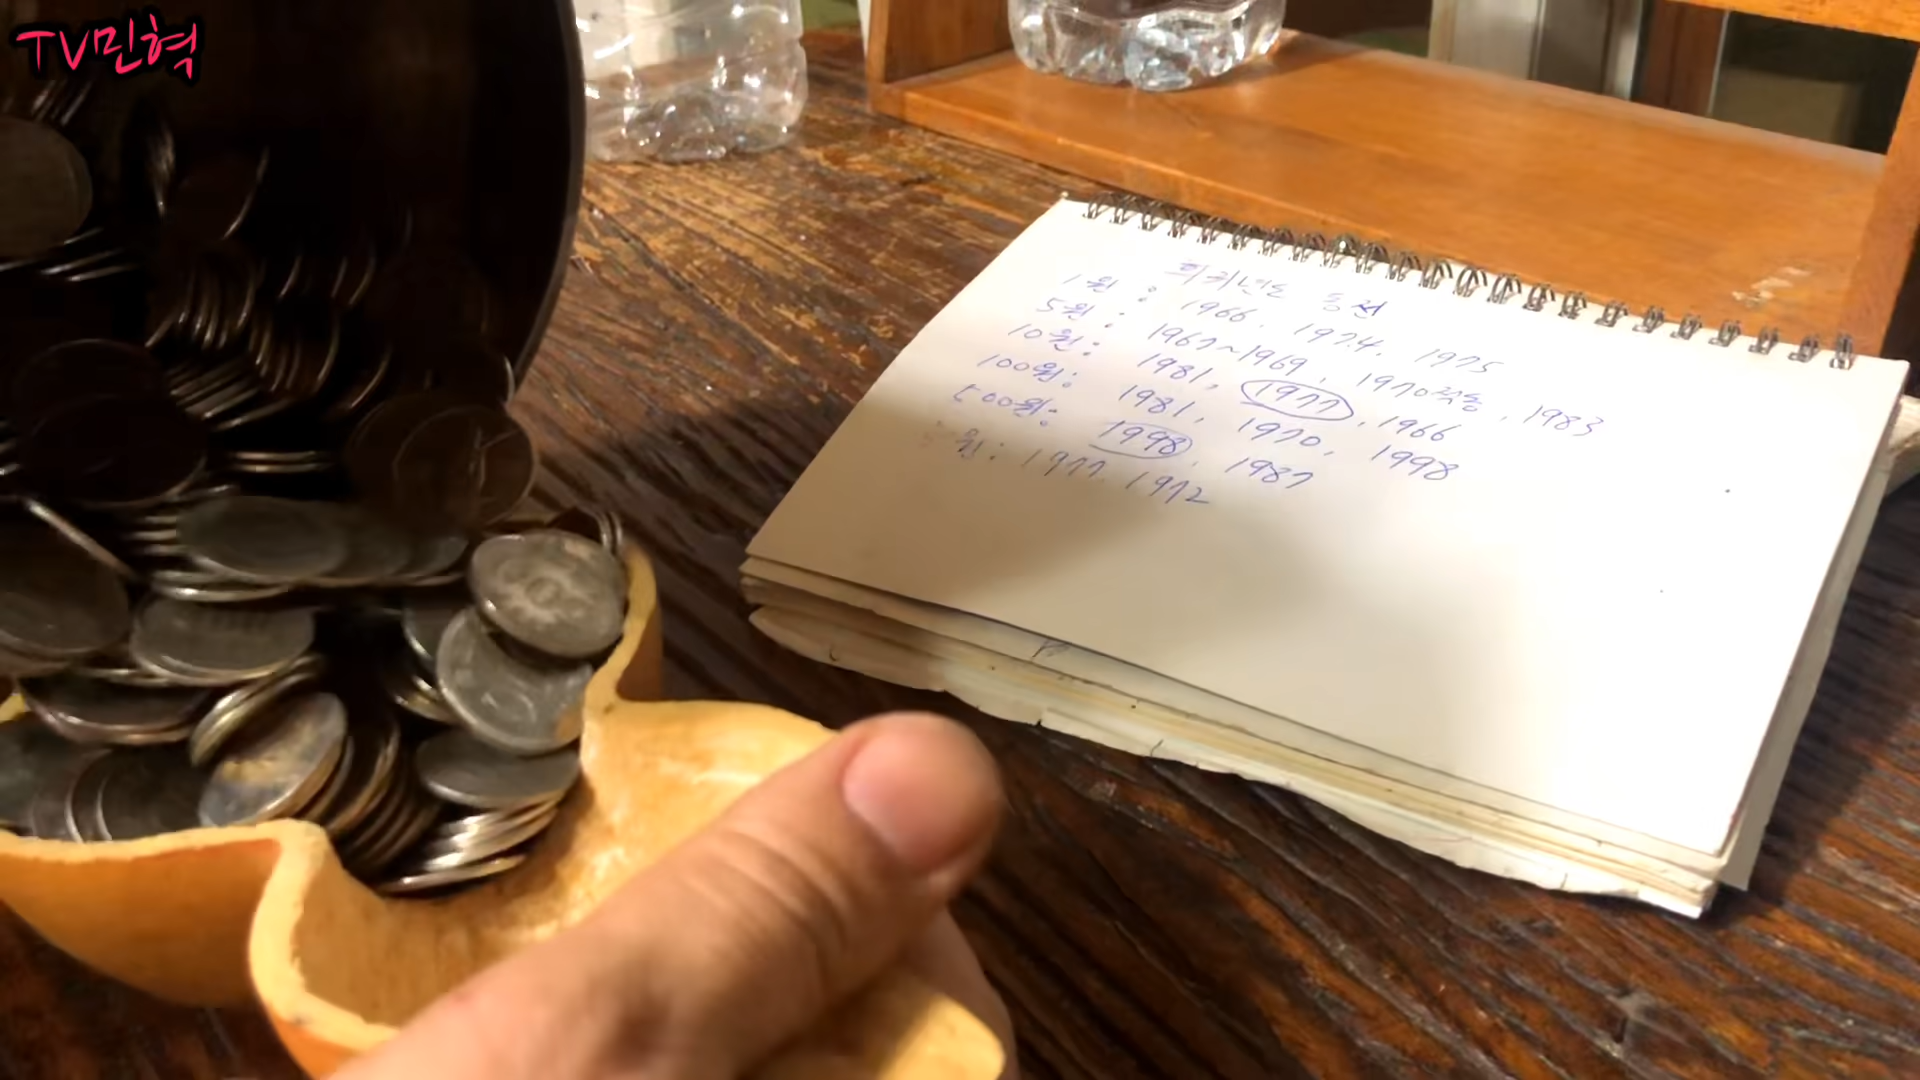 TV민혁
희귀년도 동전
1원 : 1966. 1974. 1975
5원 : 1967~1969, 1970적동, 1983
10원: 1981, 1977, 1966
100원: 1981, 1970, 1998
500원: 1998, 1987
원: 1977. 1972